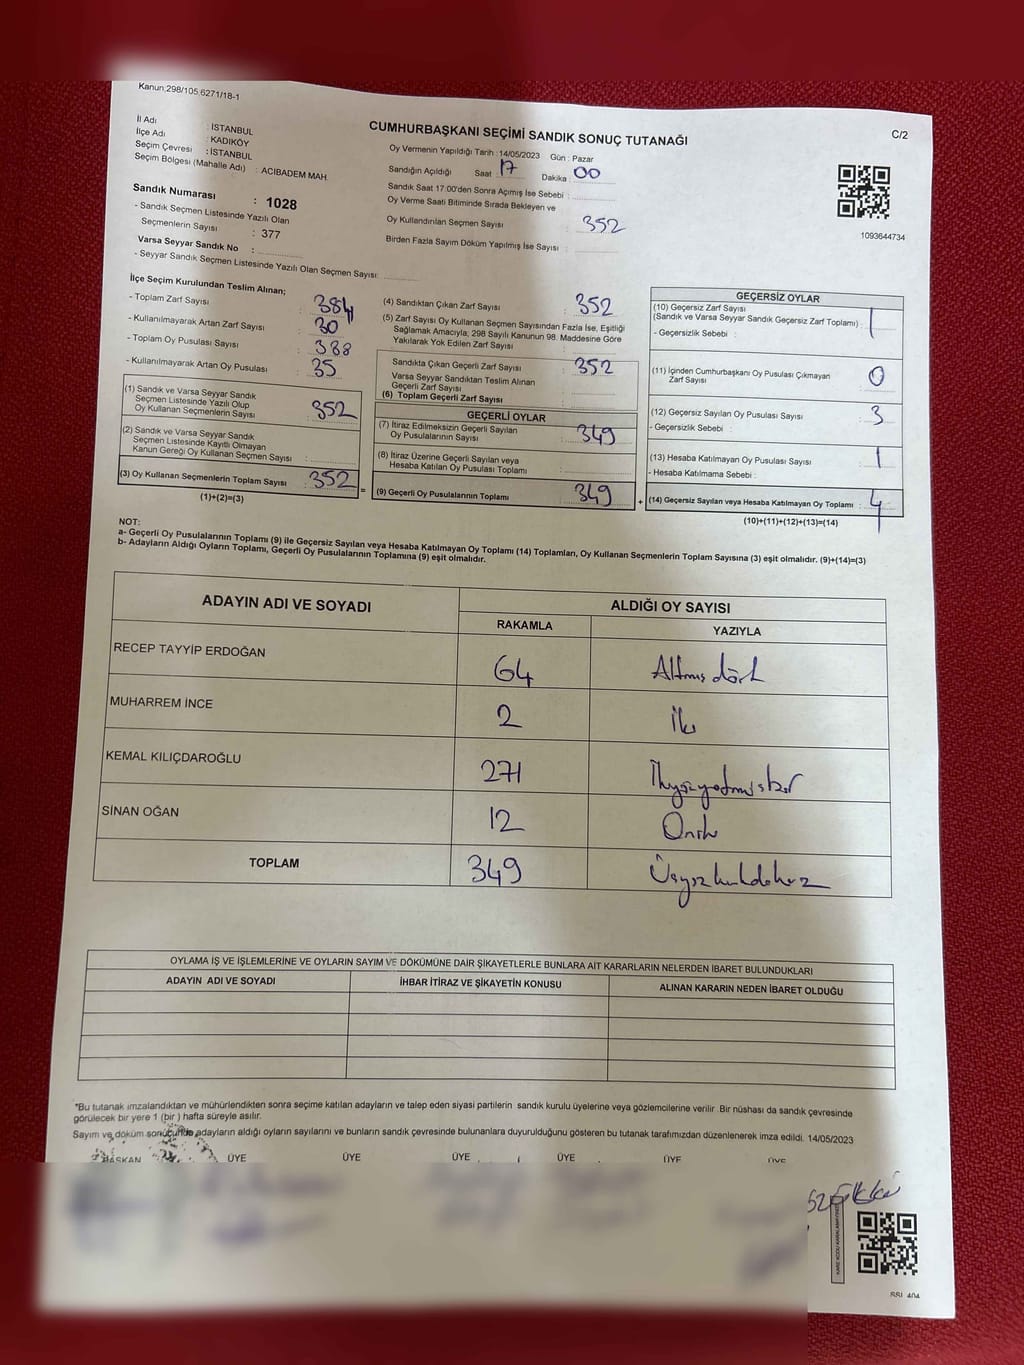 Kanun 298/105 6271/18-1
CUMHURBAŞKANI SEÇİMİ SANDIK SONUÇ TUTANAĞI
C/2
İl Adı : İSTANBUL
İlçe Adı : KADIKÖY
Seçim Çevresi : İSTANBUL
Seçim Bölgesi (Mahalle Adı) : ACIBADEM MAH.
Sandık Numarası : 1028
- Sandık Seçmen Listesinde Yazılı Olan
Seçmenlerin Sayısı : 377
Varsa Seyyar Sandık No :
- Seyyar Sandık Seçmen Listesinde Yazılı Olan Seçmen Sayısı:
Oy Vermenin Yapıldığı Tarih : 14/05/2023 Gün : Pazar
Sandığın Açıldığı Saat 17 Dakika : 00
Sandık Saat 17:00'den Sonra Açımış İse Sebebi :
Oy Verme Saati Bitiminde Sırada Bekleyen ve
Oy Kullandırılan Seçmen Sayısı : 352
Birden Fazla Sayım Döküm Yapılmış İse Sayısı :
1093644734
İlçe Seçim Kurulundan Teslim Alınan;
- Toplam Zarf Sayısı : 384
- Kullanılmayarak Artan Zarf Sayısı : 30
- Toplam Oy Pusulası Sayısı : 388
- Kullanılmayarak Artan Oy Pusulası : 35
(1) Sandık ve Varsa Seyyar Sandık
Seçmen Listesinde Yazılı Olup
Oy Kullanan Seçmenlerin Sayısı : 352
(2) Sandık ve Varsa Seyyar Sandık
Seçmen Listesinde Kayıtlı Olmayan
Kanun Gereği Oy Kullanan Seçmen Sayısı :
(3) Oy Kullanan Seçmenlerin Toplam Sayısı : 352
(1)+(2)=(3)
=
(4) Sandıktan Çıkan Zarf Sayısı : 352
(5) Zarf Sayısı Oy Kullanan Seçmen Sayısından Fazla İse, Eşitliği
Sağlamak Amacıyla, 298 Sayılı Kanunun 98. Maddesine Göre
Yakılarak Yok Edilen Zarf Sayısı :
Sandıkta Çıkan Geçerli Zarf Sayısı : 352
Varsa Seyyar Sandıktan Teslim Alınan
Geçerli Zarf Sayısı :
(6) Toplam Geçerli Zarf Sayısı :
GEÇERLİ OYLAR
(7) İtiraz Edilmeksizin Geçerli Sayılan
Oy Pusulalarının Sayısı : 349
(8) İtiraz Üzerine Geçerli Sayılan veya
Hesaba Katılan Oy Pusulası Toplamı :
(9) Geçerli Oy Pusulalarının Toplamı : 349
+
GEÇERSİZ OYLAR
(10) Geçersiz Zarf Sayısı
(Sandık ve Varsa Seyyar Sandık Geçersiz Zarf Toplamı) :
- Geçersizlik Sebebi :
(11) İçinden Cumhurbaşkanı Oy Pusulası Çıkmayan
Zarf Sayısı : 0
(12) Geçersiz Sayılan Oy Pusulası Sayısı : 3
- Geçersizlik Sebebi :
(13) Hesaba Katılmayan Oy Pusulası Sayısı : 1
- Hesaba Katılmama Sebebi :
(14) Geçersiz Sayılan veya Hesaba Katılmayan Oy Toplamı : 4
(10)+(11)+(12)+(13)=(14)
NOT:
a- Geçerli Oy Pusulalarının Toplamı (9) ile Geçersiz Sayılan veya Hesaba Katılmayan Oy Toplamı (14) Toplamları, Oy Kullanan Seçmenlerin Toplam Sayısına (3) eşit olmalıdır. (9)+(14)=(3)
b- Adayların Aldığı Oyların Toplamı, Geçerli Oy Pusulalarının Toplamına (9) eşit olmalıdır.
ADAYIN ADI VE SOYADI
ALDIĞI OY SAYISI
RAKAMLA YAZIYLA
RECEP TAYYİP ERDOĞAN 64 Altmış dört
MUHARREM İNCE 2 İki
KEMAL KILIÇDAROĞLU 271 İkiyüzyetmişbir
SİNAN OĞAN 12 Oniki
TOPLAM 349 Üçyüzkırkdokuz
OYLAMA İŞ VE İŞLEMLERİNE VE OYLARIN SAYIM VE DÖKÜMÜNE DAİR ŞİKAYETLERLE BUNLARA AİT KARARLARIN NELERDEN İBARET BULUNDUKLARI
ADAYIN ADI VE SOYADI İHBAR İTİRAZ VE ŞİKAYETİN KONUSU ALINAN KARARIN NEDEN İBARET OLDUĞU
*Bu tutanak imzalandıktan ve mühürlendikten sonra seçime katılan adayların ve talep eden siyasi partilerin sandık kurulu üyelerine veya gözlemcilerine verilir. Bir nüshası da sandık çevresinde
görülecek bir yere 1 (bir ) hafta süreyle asılır.
Sayım ve döküm sonucunda adayların aldığı oyların sayılarını ve bunların sandık çevresinde bulunanlara duyurulduğunu gösteren bu tutanak tarafımızdan düzenlenerek imza edildi. 14/05/2023
BAŞKAN ÜYE ÜYE ÜYE ÜYE ÜYE ÜYE